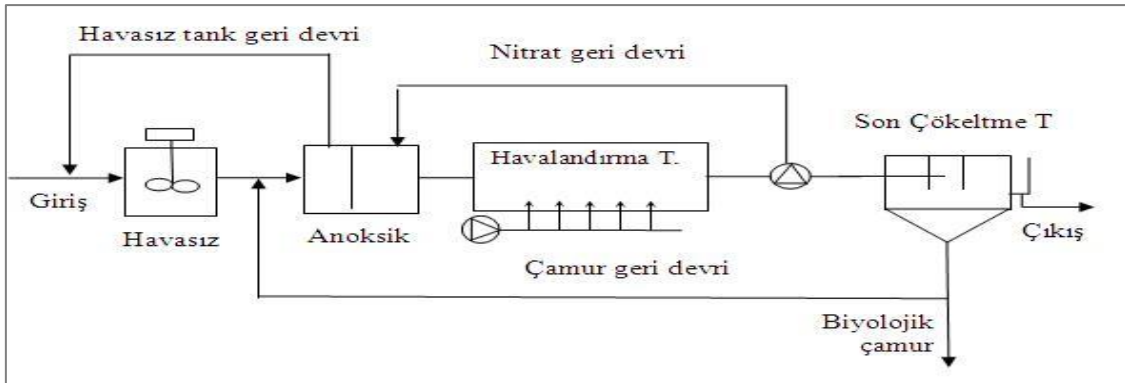 Havasız tank geri devri
Nitrat geri devri
Son Çökeltme T
Havalandırma T.
Giriş
Havasız
Anoksik
Çıkış
Çamur geri devri
Biyolojik
çamur